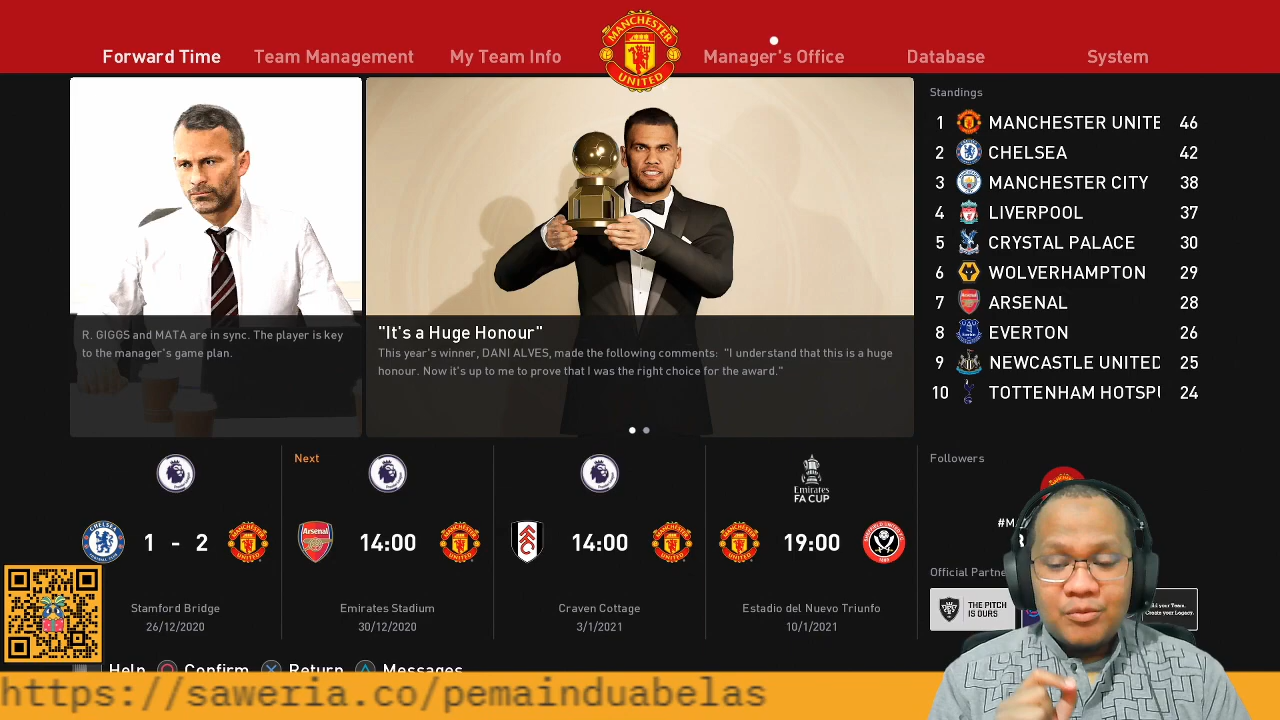 Forward Time
Team Management
My Team Info
MANCHESTER
UNITED
Manager's Office
Database
System
R. GIGGS and MATA are in sync. The player is key
to the manager's game plan.
"It's a Huge Honour"
This year's winner, DANI ALVES, made the following comments: "I understand that this is a huge
honour. Now it's up to me to prove that I was the right choice for the award."
Standings
1 MANCHESTER UNITE 46
2 CHELSEA 42
3 MANCHESTER CITY 38
4 LIVERPOOL 37
5 CRYSTAL PALACE 30
6 WOLVERHAMPTON 29
7 ARSENAL 28
8 EVERTON 26
9 NEWCASTLE UNITED 25
10 TOTTENHAM HOTSPU 24
1 - 2
Stamford Bridge
26/12/2020
Next
Arsenal
14:00
Emirates Stadium
30/12/2020
14:00
Craven Cottage
3/1/2021
Emirates
FA CUP
19:00
Estadio del Nuevo Triunfo
10/1/2021
Followers
Official Partne
THE PITCH
IS OURS
Create your Legacy.
Help Confirm Return Messages
https://saweria.co/pemainduabelas